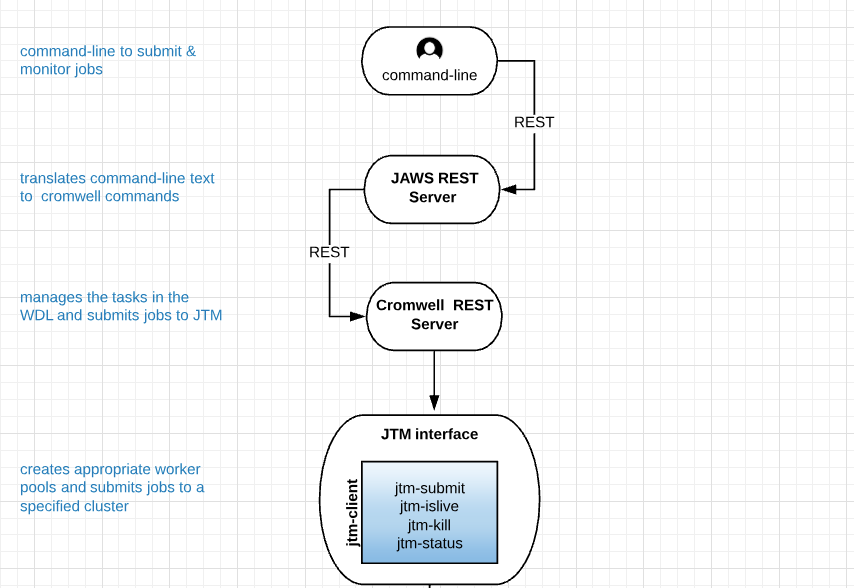 command-line to submit &
monitor jobs
command-line
REST
translates command-line text
to cromwell commands
JAWS REST
Server
REST
manages the tasks in the
WDL and submits jobs to JTM
Cromwell REST
Server
JTM interface
creates appropriate worker
pools and submits jobs to a
specified cluster
jtm-client
jtm-submit
jtm-islive
jtm-kill
jtm-status